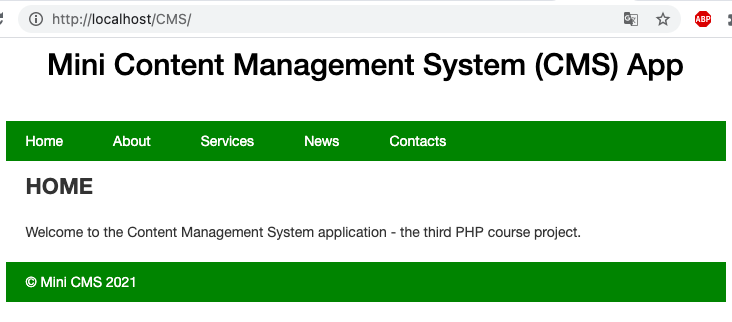 http://localhost/CMS/
ABP
Mini Content Management System (CMS) App
Home About Services News Contacts
HOME
Welcome to the Content Management System application - the third PHP course project.
© Mini CMS 2021